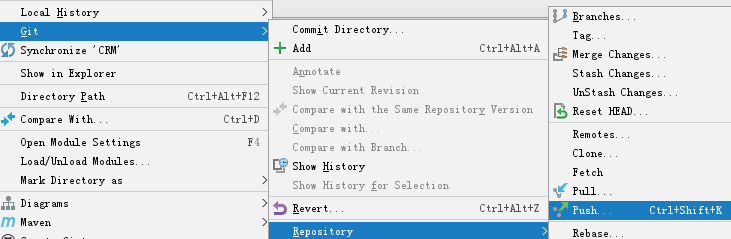 Local History
Git
Synchronize 'CRM'
Show in Explorer
Directory Path Ctrl+Alt+F12
Compare With... Ctrl+D
Open Module Settings F4
Load/Unload Modules...
Mark Directory as
Diagrams
Maven
Commit Directory...
Add Ctrl+Alt+A
Annotate
Show Current Revision
Compare with the Same Repository Version
Compare with...
Compare with Branch...
Show History
Show History for Selection
Revert... Ctrl+Alt+Z
Repository
Branches...
Tag...
Merge Changes...
Stash Changes...
UnStash Changes...
Reset HEAD...
Remotes...
Clone...
Fetch
Pull...
Push... Ctrl+Shift+K
Rebase...